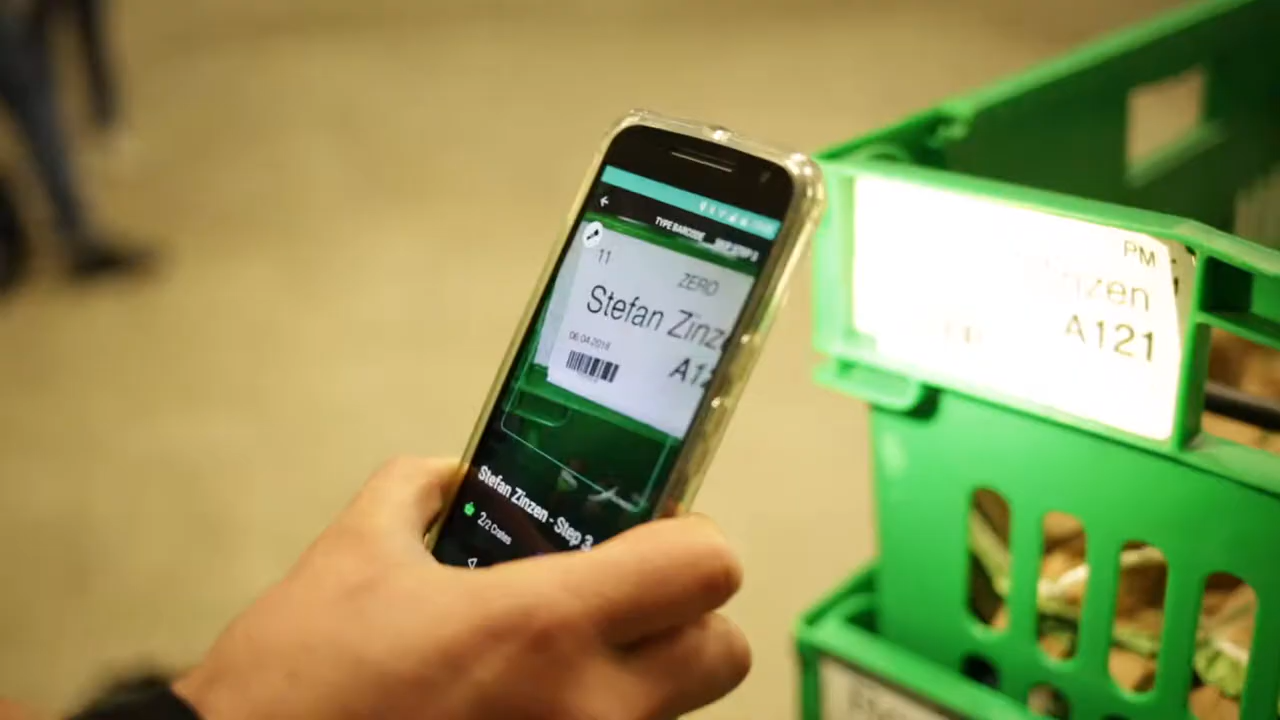 TYPE BARCODE
11
ZERO
Stefan Zinz
06.04.2018
A12
Stefan Zinzen - Step 3
2/2 Crates
PM
nzen
A121